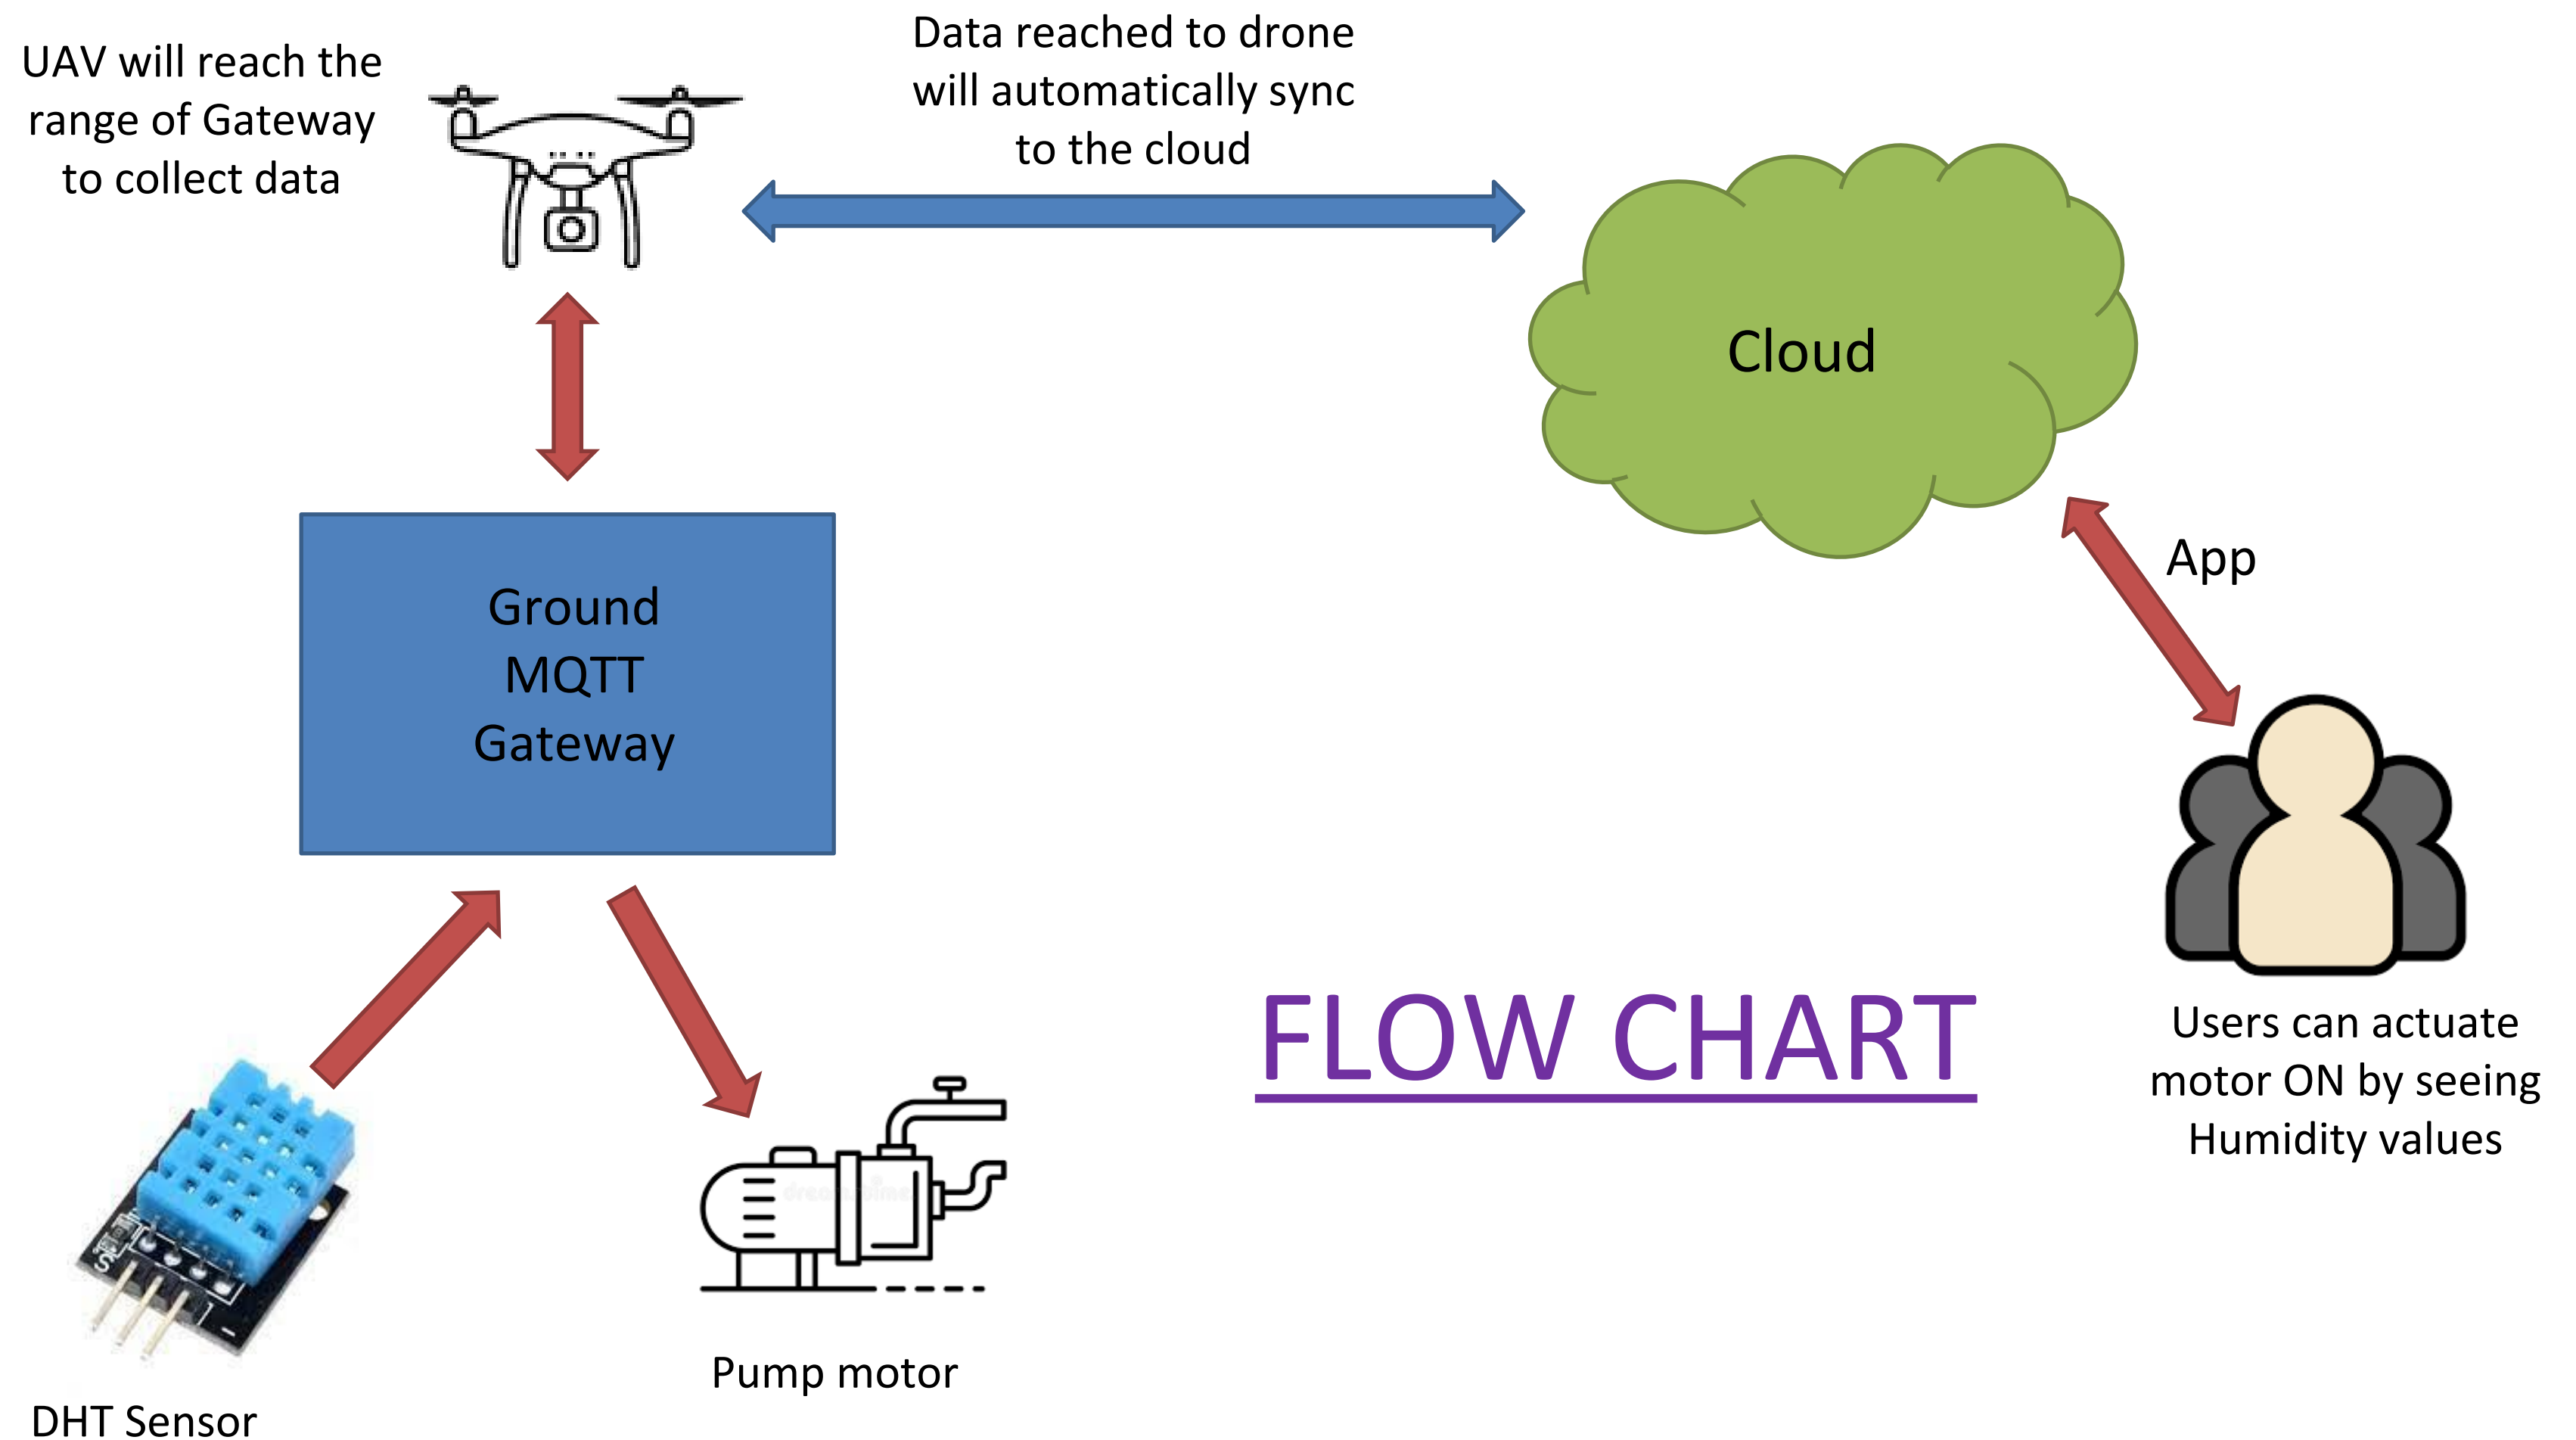 UAV will reach the
range of Gateway
to collect data
Data reached to drone
will automatically sync
to the cloud
Cloud
App
Ground
MQTT
Gateway
FLOW CHART
Users can actuate
motor ON by seeing
Humidity values
S
Pump motor
DHT Sensor